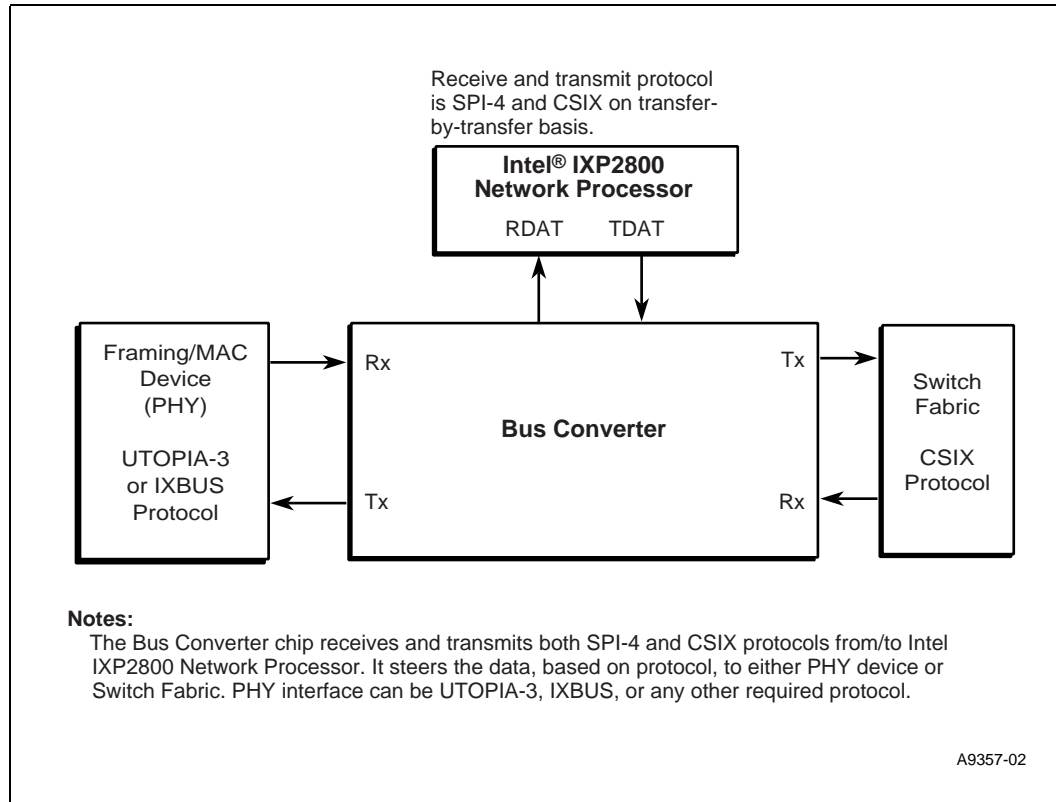 Receive and transmit protocol
is SPI-4 and CSIX on transfer-
by-transfer basis.
Intel® IXP2800
Network Processor
RDAT TDAT
Framing/MAC
Device
(PHY)
UTOPIA-3
or IXBUS
Protocol
Rx
Tx
Bus Converter
Tx
Rx
Switch
Fabric
CSIX
Protocol
Notes:
The Bus Converter chip receives and transmits both SPI-4 and CSIX protocols from/to Intel
IXP2800 Network Processor. It steers the data, based on protocol, to either PHY device or
Switch Fabric. PHY interface can be UTOPIA-3, IXBUS, or any other required protocol.
A9357-02